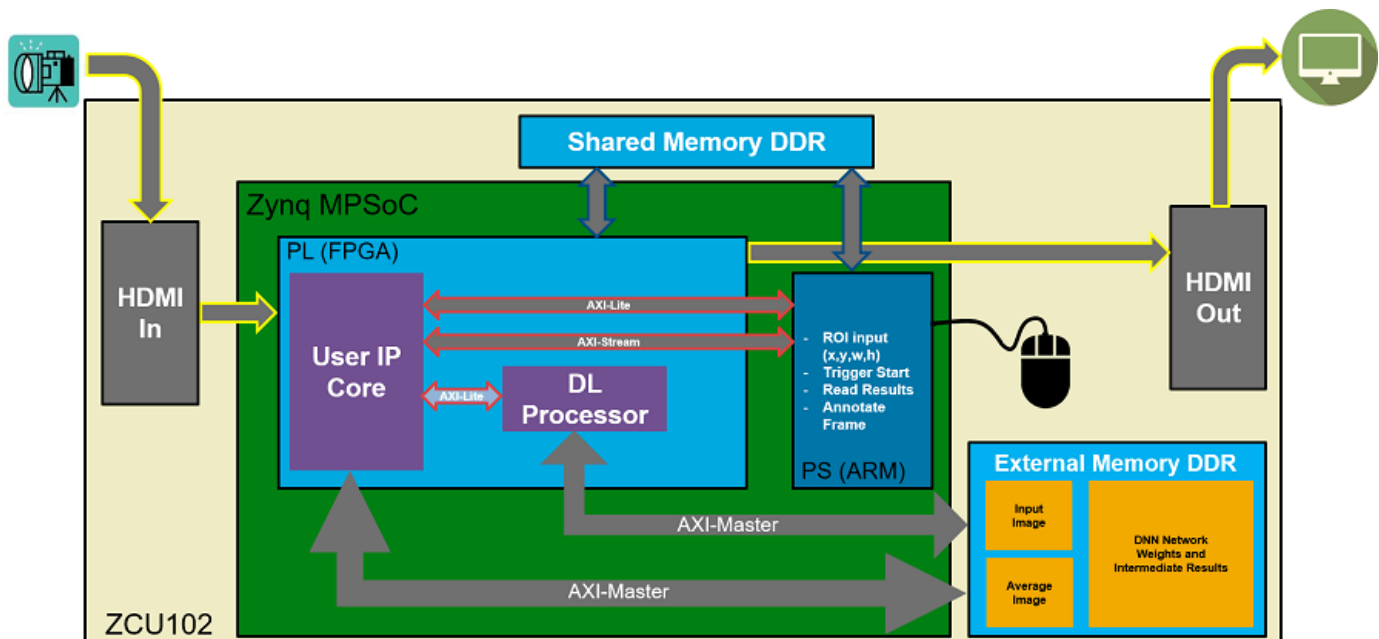 Shared Memory DDR
Zynq MPSoC
PL (FPGA)
HDMI
In
User IP
Core
AXI-Lite
AXI-Stream
AXI-Lite
DL
Processor
- ROI input
(x,y,w,h)
- Trigger Start
- Read Results
- Annotate
Frame
PS (ARM)
HDMI
Out
External Memory DDR
Input
Image
Average
Image
DNN Network
Weights and
Intermediate Results
AXI-Master
AXI-Master
ZCU102